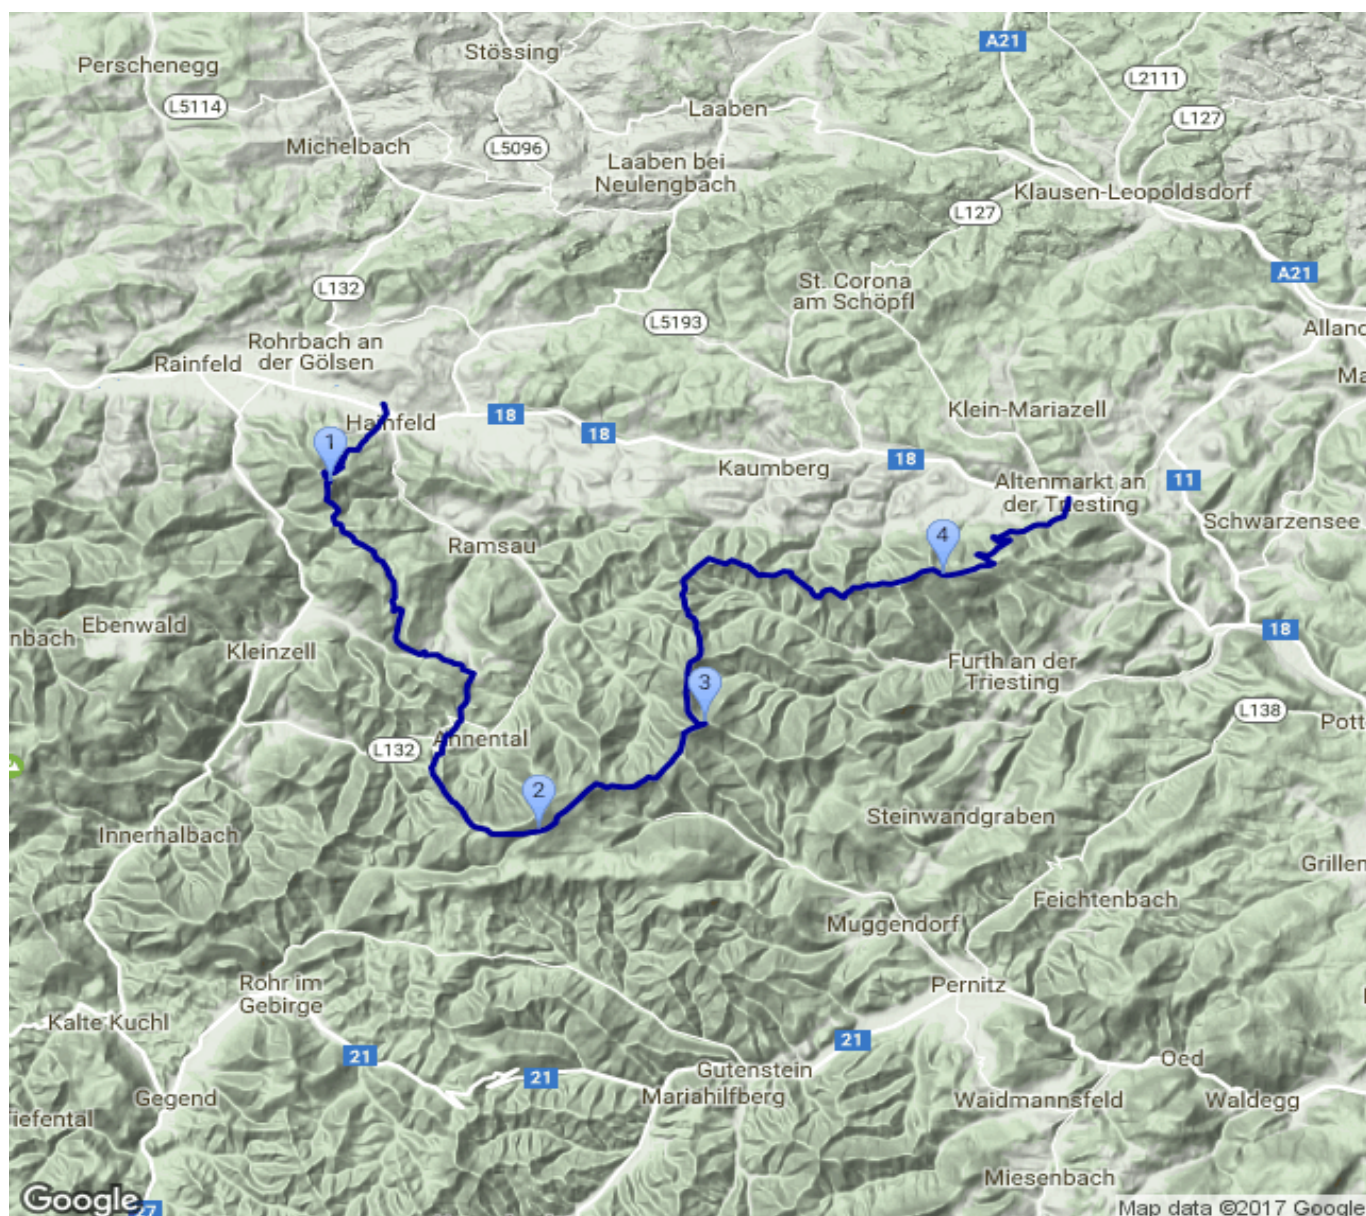 A21
Stössing
Perschenegg
L2111
L5114
Laaben
L127
Michelbach
L5096
Laaben bei
Neulengbach
Klausen-Leopoldsdorf
L127
A21
St. Corona
am Schöpfl
L132
L5193
Alland
Rohrbach an
der Gölsen
Rainfeld
Ma
Klein-Mariazell
Hainfeld
18
18
1
18
Kaumberg
11
Altenmarkt an
der Triesting
Schwarzensee
4
Ramsau
nbach
Ebenwald
18
Kleinzell
Furth an der
Triesting
3
L138
Pott
Annental
L132
2
Steinwandgraben
Innerhalbach
Grillen
Feichtenbach
Muggendorf
Rohr im
Gebirge
Pernitz
Kalte Kuchl
21
21
Oed
21
Gutenstein
Gegend
Mariahilfberg
Waidmannsfeld
Waldegg
iefental
Miesenbach
Google
27
Map data ©2017 Google